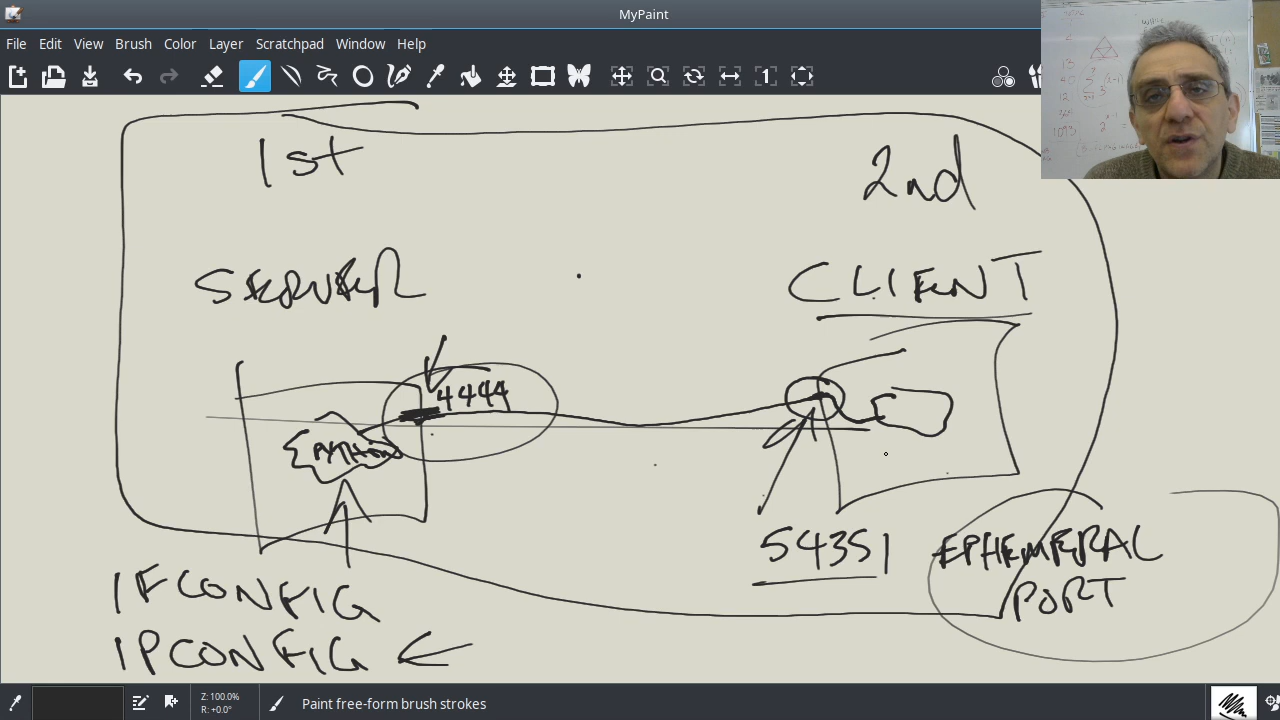 MyPaint
File Edit View Brush Color Layer Scratchpad Window Help
1st
2nd
SERVER
CLIENT
4444
PYTHON
54351
EPHEMERAL
PORT
IFCONFIG
IPCONFIG
Z: 100.0%
R: +0.0°
Paint free-form brush strokes